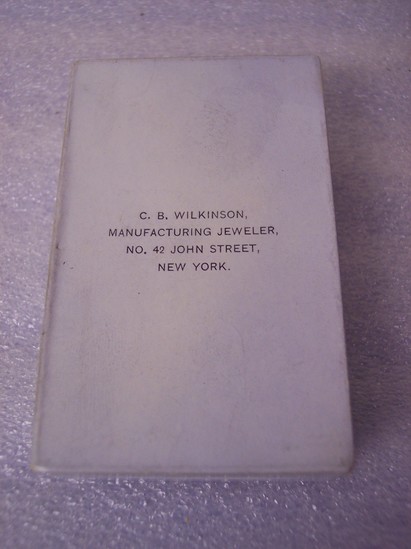 C. B. WILKINSON,
MANUFACTURING JEWELER,
NO. 42 JOHN STREET,
NEW YORK.